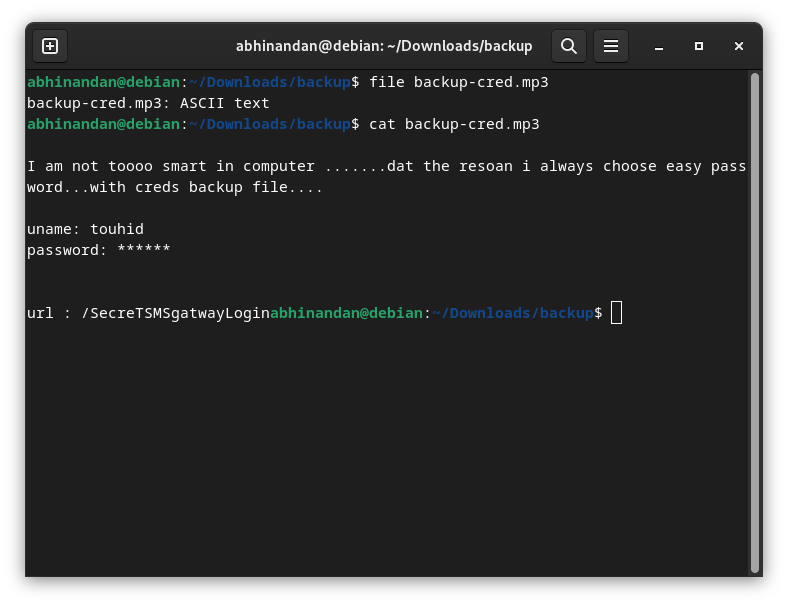 abhinandan@debian: ~/Downloads/backup
abhinandan@debian:~/Downloads/backup$ file backup-cred.mp3
backup-cred.mp3: ASCII text
abhinandan@debian:~/Downloads/backup$ cat backup-cred.mp3
I am not toooo smart in computer .......dat the resoan i always choose easy pass
word...with creds backup file....
uname: touhid
password: ******
url : /SecreTSMSgatwayLoginabhinandan@debian:~/Downloads/backup$